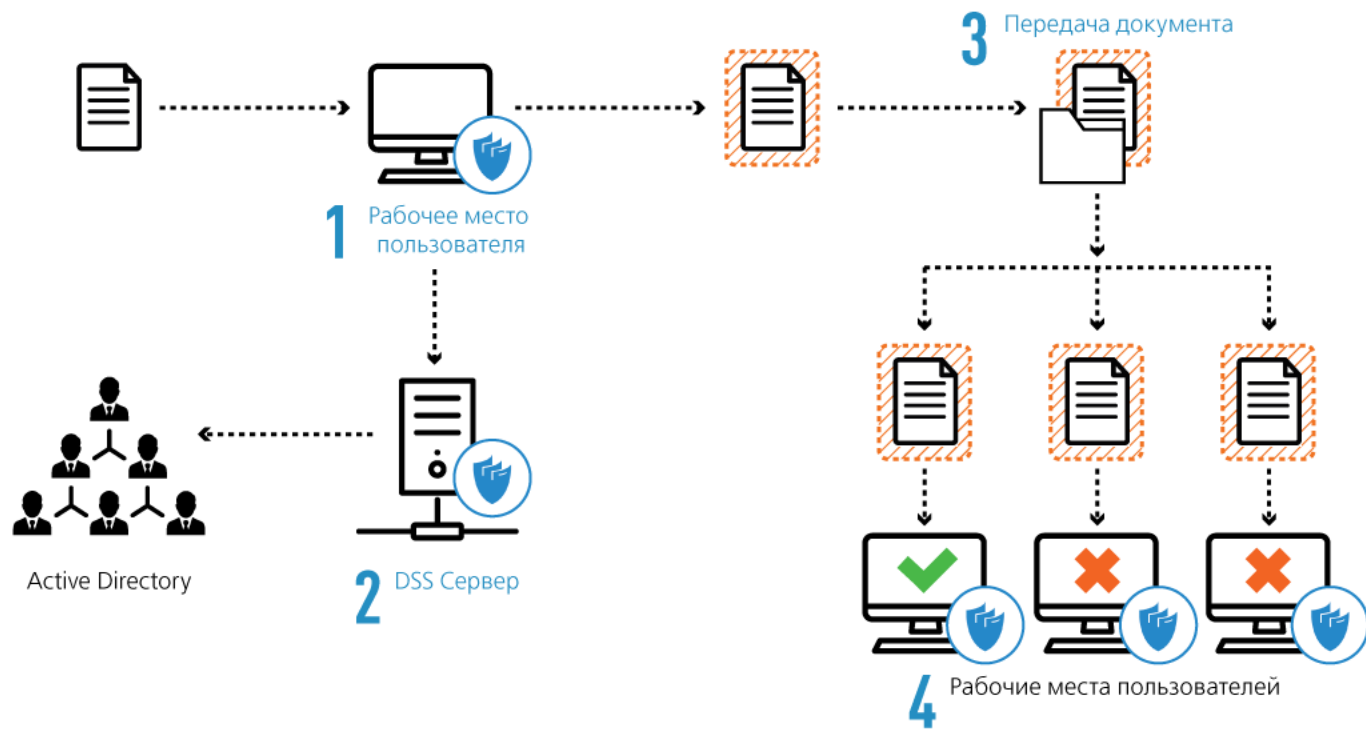 3 Передача документа
1 Рабочее место
пользователя
Active Directory
2 DSS Сервер
4 Рабочие места пользователей